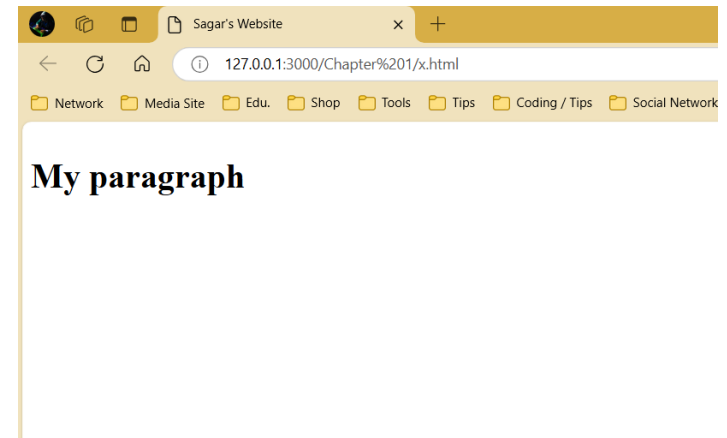 Sagar's Website
127.0.0.1:3000/Chapter%201/x.html
Network Media Site Edu. Shop Tools Tips Coding / Tips Social Network
My paragraph